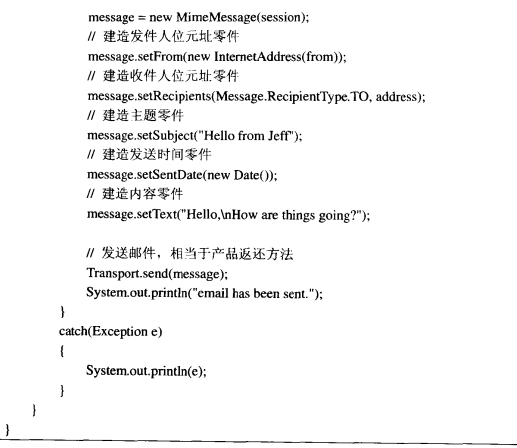 message = new MimeMessage(session);
// 建造发件人位元址零件
message.setFrom(new InternetAddress(from));
// 建造收件人位元址零件
message.setRecipients(Message.RecipientType.TO, address);
// 建造主题零件
message.setSubject("Hello from Jeff");
// 建造发送时间零件
message.setSentDate(new Date());
// 建造内容零件
message.setText("Hello,\nHow are things going?");
// 发送邮件，相当于产品返还方法
Transport.send(message);
System.out.println("email has been sent.");
}
catch(Exception e)
{
System.out.println(e);
}
}
}